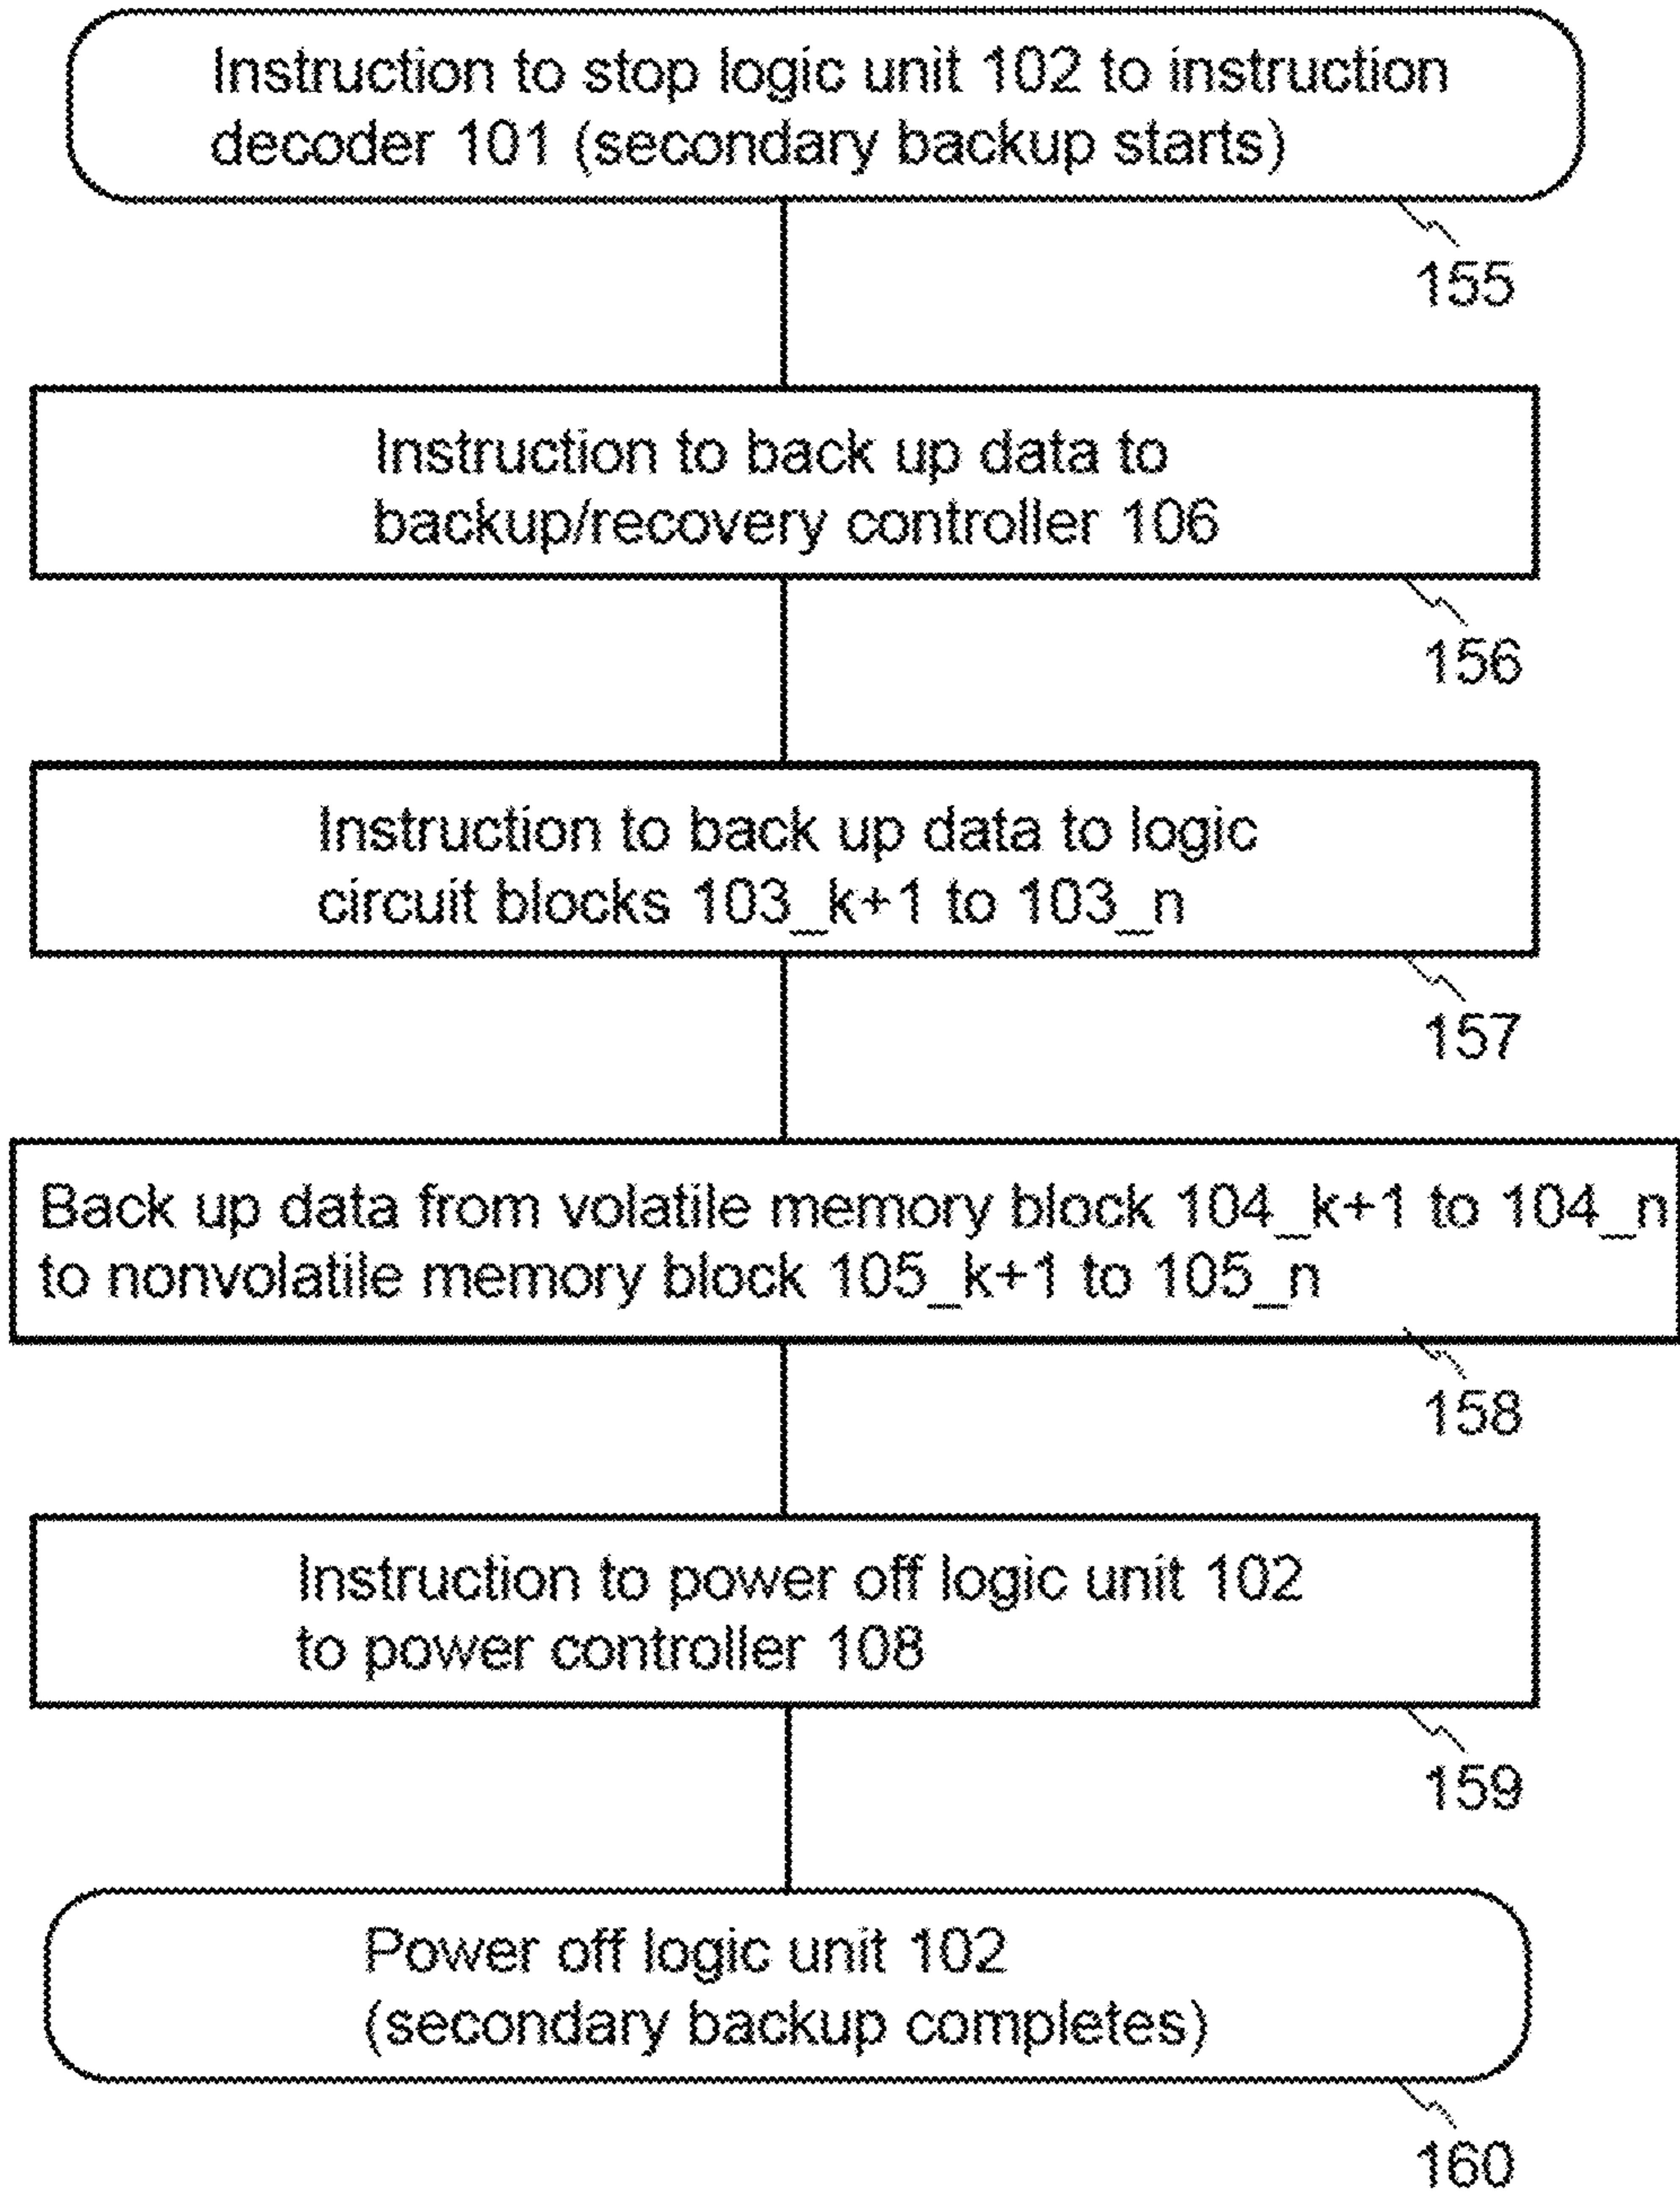 Instruction to stop logic unit 102 to instruction
decoder 101 (secondary backup starts)
155
Instruction to back up data to
backup/recovery controller 106
156
Instruction to back up data to logic
circuit blocks 103_k+1 to 103_n
157
Back up data from volatile memory block 104_k+1 to 104_n
to nonvolatile memory block 105_k+1 to 105_n
158
Instruction to power off logic unit 102
to power controller 108
159
Power off logic unit 102
(secondary backup completes)
160